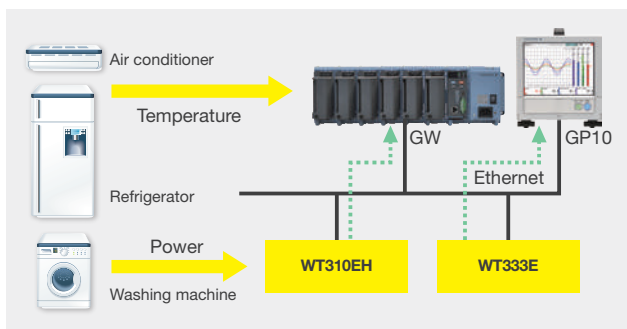 Air conditioner
Temperature
GW
GP10
Ethernet
Refrigerator
Power
WT310EH
WT333E
Washing machine